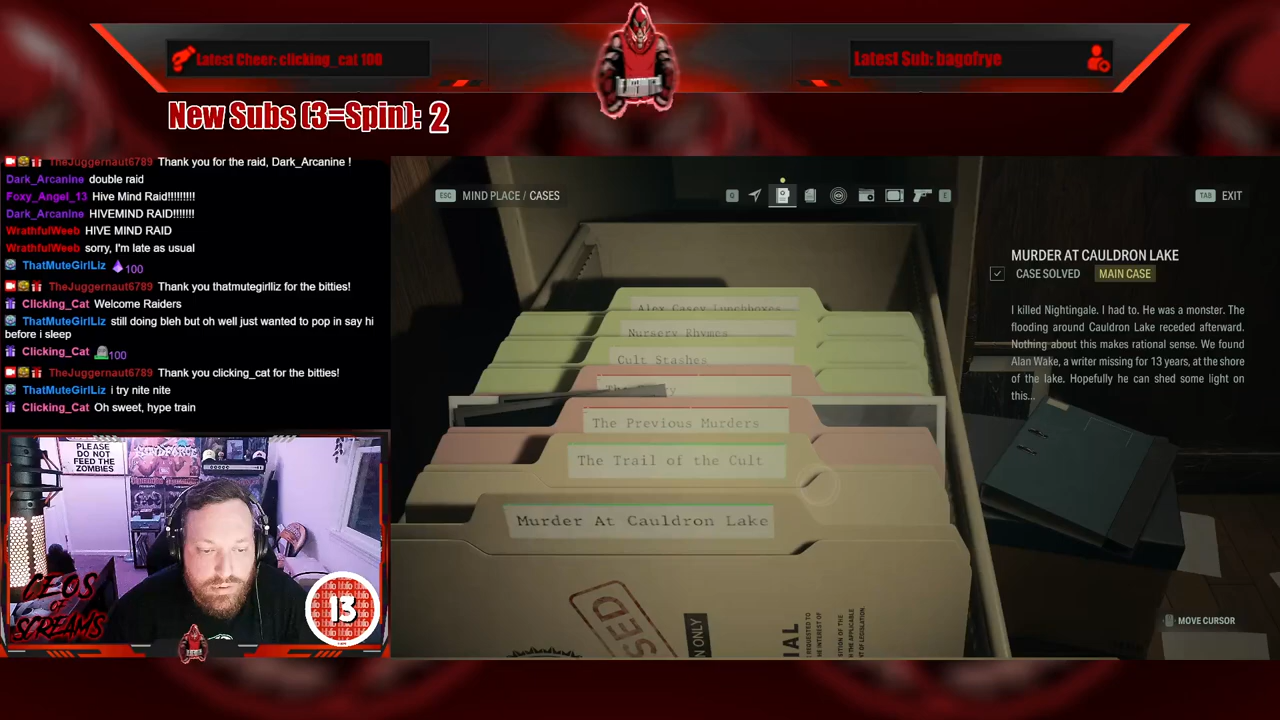 Latest Cheer: clicking_cat 100
Latest Sub: bagofrye
New Subs (3=Spin): 2
TheJuggernaut6789 Thank you for the raid, Dark_Arcanine !
Dark_Arcanine double raid
Foxy_Angel_13 Hive Mind Raid!!!!!!!!!
Dark_Arcanine HIVEMIND RAID!!!!!!!
WrathfulWeeb HIVE MIND RAID
WrathfulWeeb sorry, I'm late as usual
ThatMuteGirlLiz 100
TheJuggernaut6789 Thank you thatmutegirlliz for the bitties!
Clicking_Cat Welcome Raiders
ThatMuteGirlLiz still doing bleh but oh well just wanted to pop in say hi
before i sleep
Clicking_Cat 100
TheJuggernaut6789 Thank you clicking_cat for the bitties!
ThatMuteGirlLiz i try nite nite
Clicking_Cat Oh sweet, hype train
ESC MIND PLACE / CASES
Q
E
TAB EXIT
MURDER AT CAULDRON LAKE
CASE SOLVED MAIN CASE
I killed Nightingale. I had to. He was a monster. The
flooding around Cauldron Lake receded afterward.
Nothing about this makes rational sense. We found
Alan Wake, a writer missing for 13 years, at the shore
of the lake. Hopefully he can shed some light on
this...
Alex Casey Lunchboxes
Nursery Rhymes
Cult Stashes
The Previous Murders
The Trail of the Cult
Murder At Cauldron Lake
MOVE CURSOR
PLEASE
DO NOT
FEED THE
ZOMBIES
CEOS
OF
SCREAMS
13